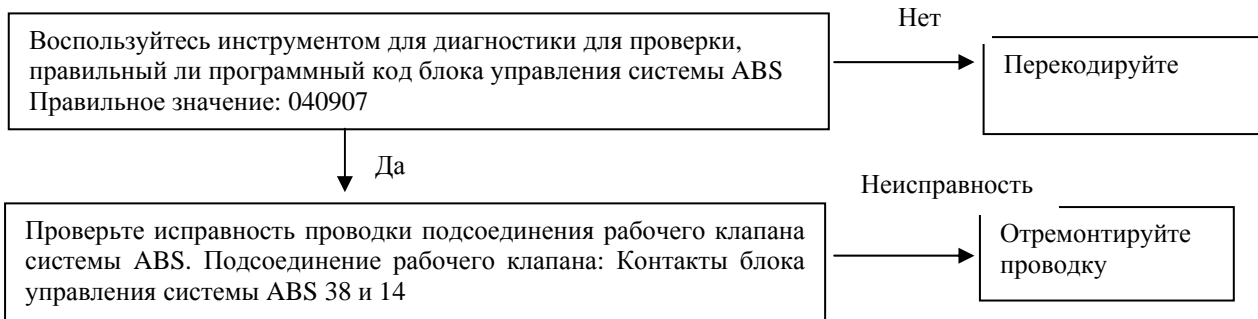 Нет
Воспользуйтесь инструментом для диагностики для проверки,
правильный ли программный код блока управления системы ABS
Правильное значение: 040907
Перекодируйте
Да
Неисправность
Проверьте исправность проводки подсоединения рабочего клапана
системы ABS. Подсоединение рабочего клапана: Контакты блока
управления системы ABS 38 и 14
Отремонтируйте
проводку